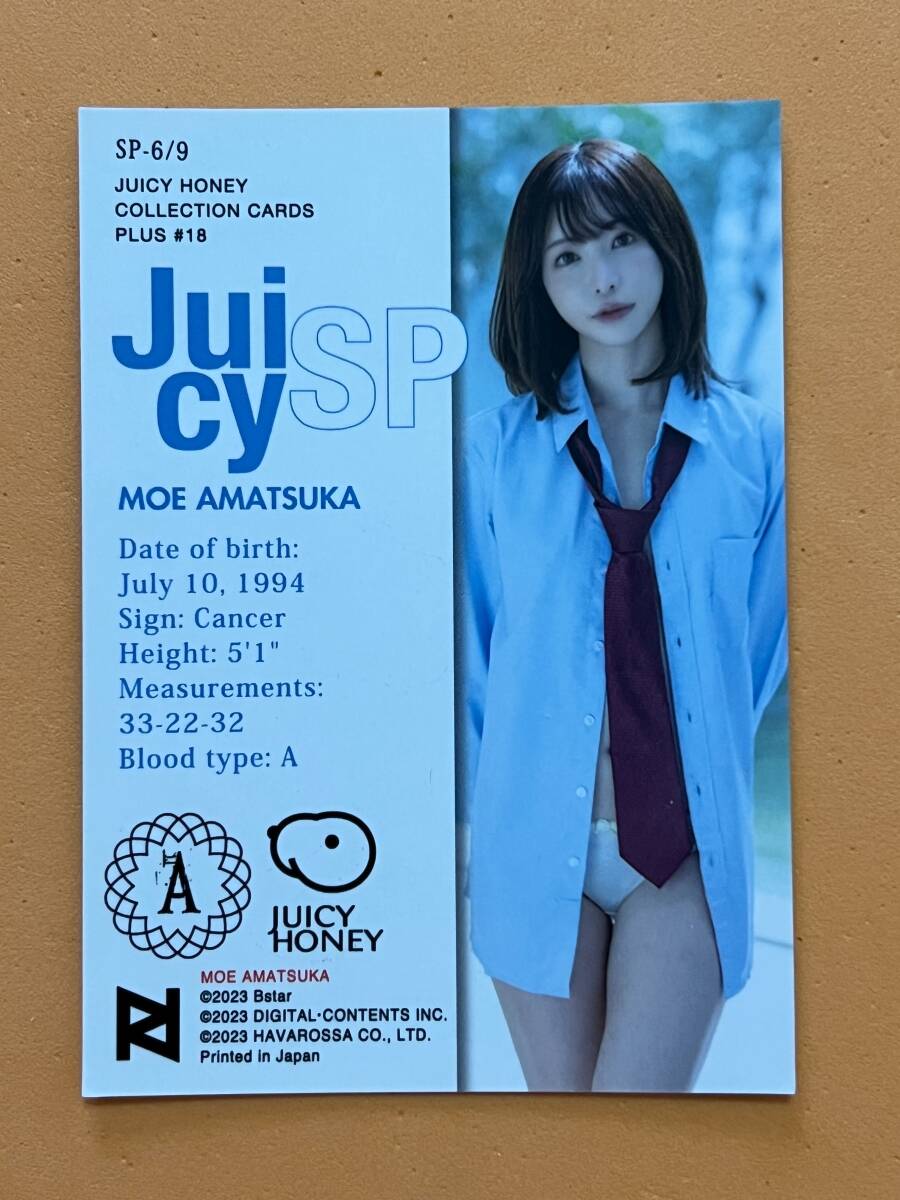 SP-6/9
JUICY HONEY
COLLECTION CARDS
PLUS #18
Jui
cy
SP
MOE AMATSUKA
Date of birth:
July 10, 1994
Sign: Cancer
Height: 5'1"
Measurements:
33-22-32
Blood type: A
A
JUICY
HONEY
MOE AMATSUKA
©2023 Bstar
©2023 DIGITAL·CONTENTS INC.
©2023 HAVAROSSA CO., LTD.
Printed in Japan